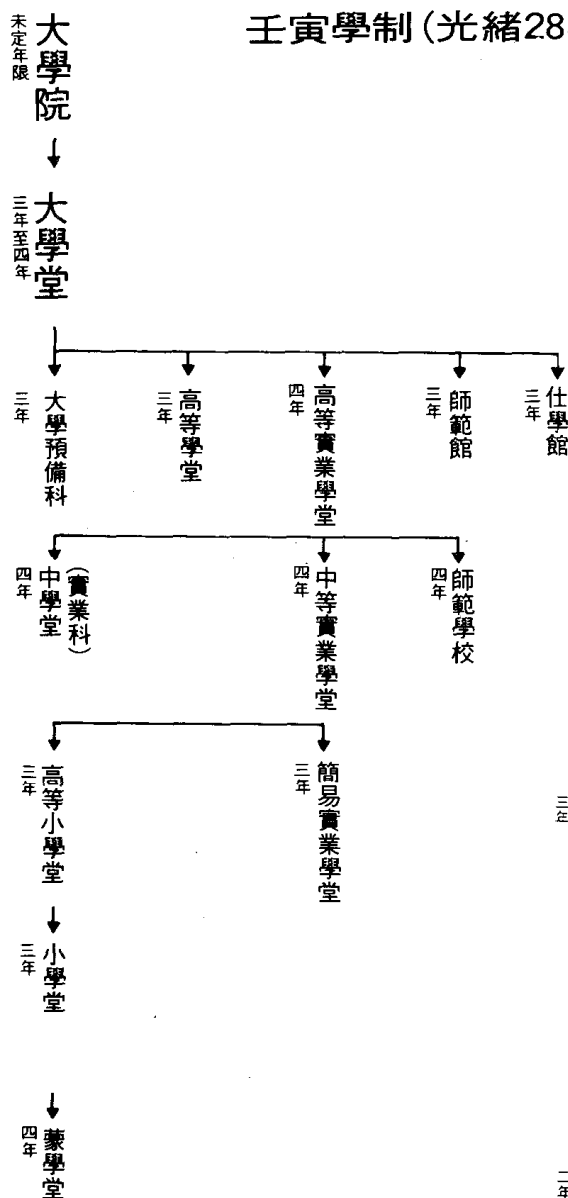 壬寅學制(光緒28
大學院
未定年限
大學堂
三年至四年
大學預備科
三年
高等學堂
三年
高等實業學堂
四年
師範館
三年
仕學館
三年
(實業科)
中學堂
四年
中等實業學堂
四年
師範學校
四年
高等小學堂
三年
簡易實業學堂
三年
三年
小學堂
三年
蒙學堂
四年
二年